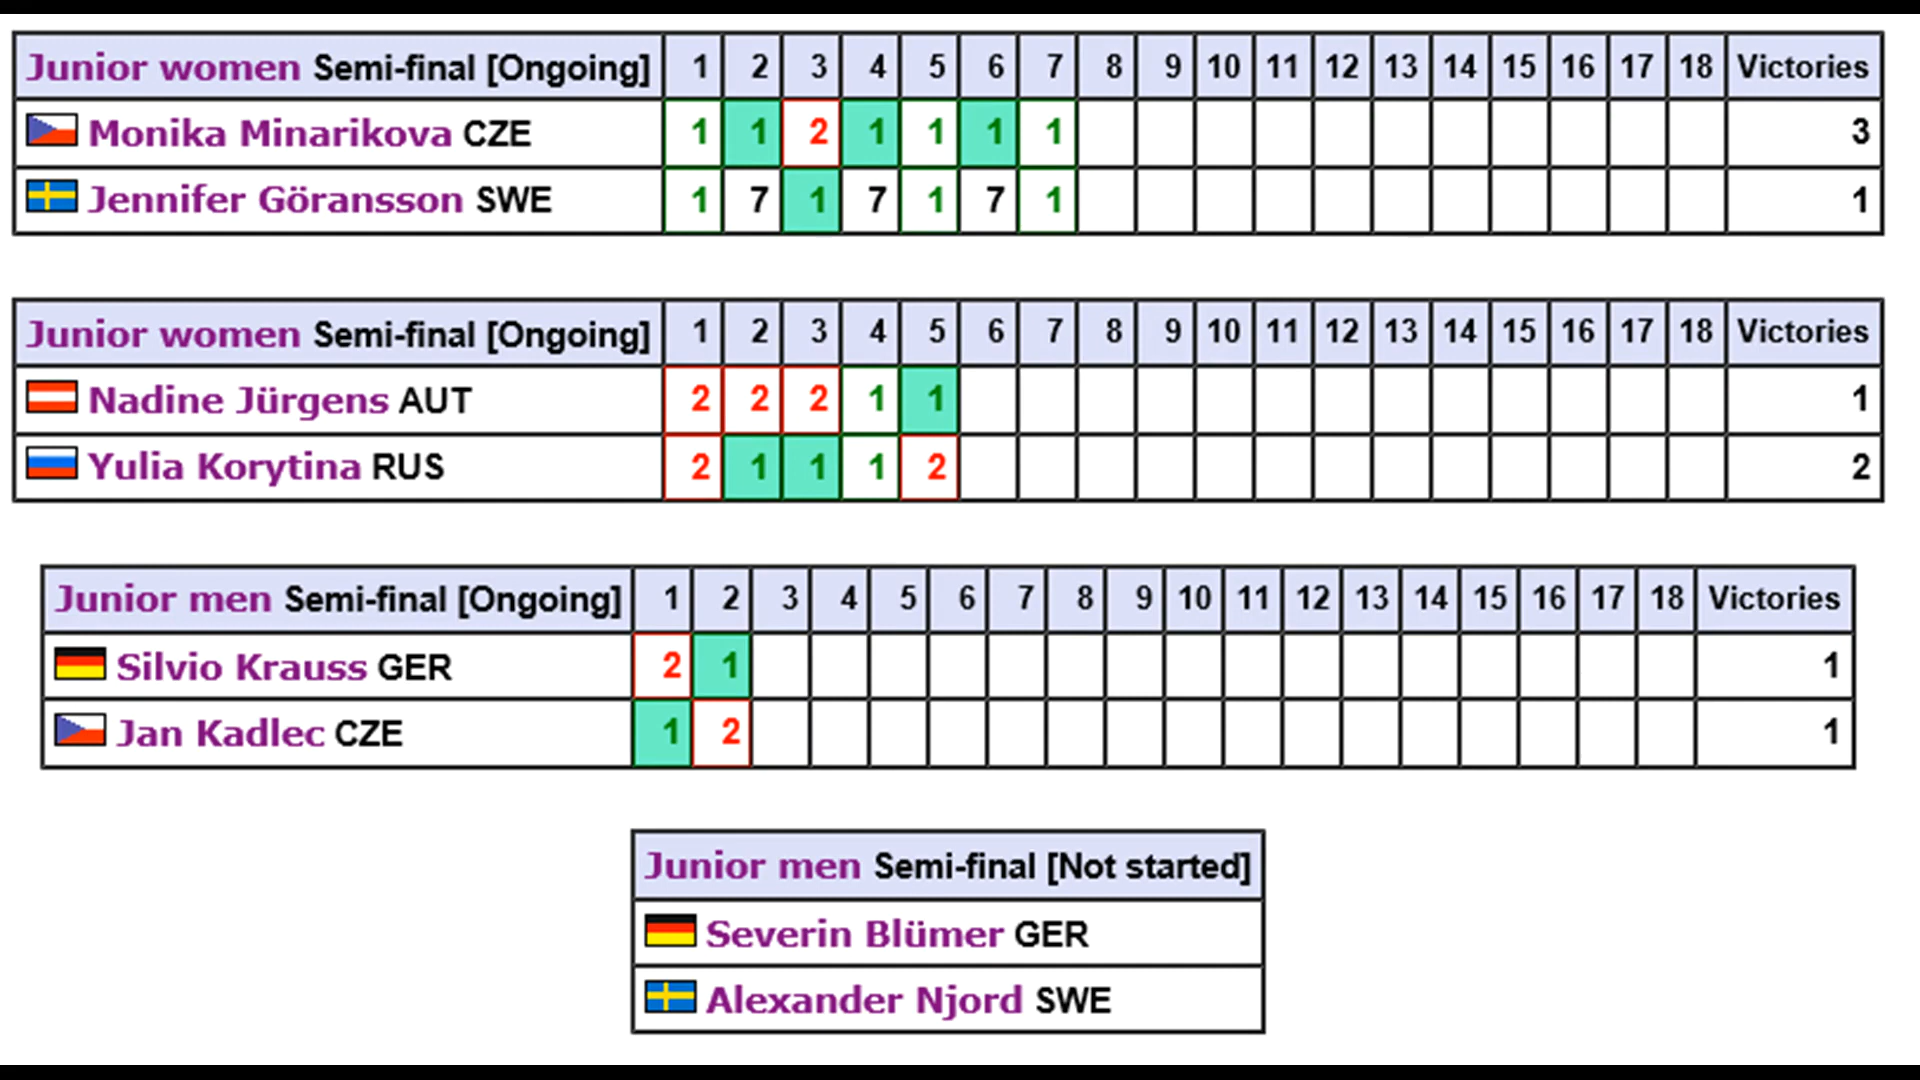 Junior women Semi-final [Ongoing] 1 2 3 4 5 6 7 8 9 10 11 12 13 14 15 16 17 18 Victories
Monika Minarikova CZE 1 1 2 1 1 1 1 3
Jennifer Göransson SWE 1 7 1 7 1 7 1 1
Junior women Semi-final [Ongoing] 1 2 3 4 5 6 7 8 9 10 11 12 13 14 15 16 17 18 Victories
Nadine Jürgens AUT 2 2 2 1 1 1
Yulia Korytina RUS 2 1 1 1 2 2
Junior men Semi-final [Ongoing] 1 2 3 4 5 6 7 8 9 10 11 12 13 14 15 16 17 18 Victories
Silvio Krauss GER 2 1 1
Jan Kadlec CZE 1 2 1
Junior men Semi-final [Not started]
Severin Blümer GER
Alexander Njord SWE